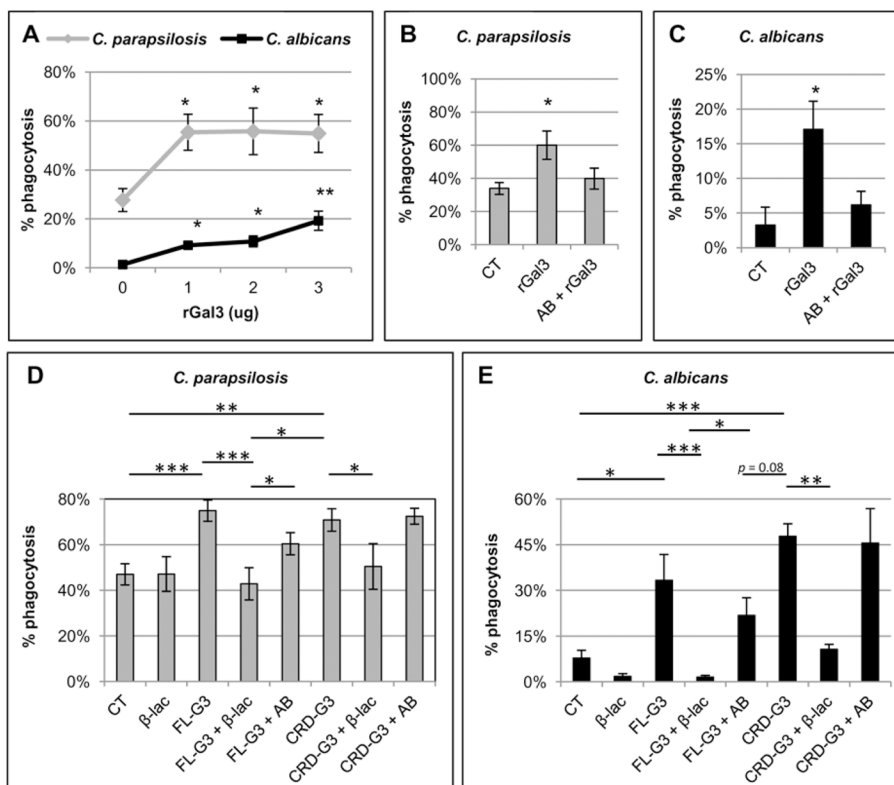 A
C. parapsilosis C. albicans
80%
60%
40%
20%
0%
% phagocytosis
* * *
* * **
0 1 2 3
rGal3 (ug)
B C. parapsilosis
100%
80%
60%
40%
20%
0%
% phagocytosis
*
CT rGal3 AB + rGal3
C C. albicans
25%
20%
15%
10%
5%
0%
% phagocytosis
*
CT rGal3 AB + rGal3
D C. parapsilosis
**
*
*** *** *
*
80%
60%
40%
20%
0%
% phagocytosis
CT β-lac FL-G3 FL-G3 + β-lac FL-G3 + AB CRD-G3 CRD-G3 + β-lac CRD-G3 + AB
E C. albicans
***
*
***
* p = 0.08 **
60%
45%
30%
15%
0%
% phagocytosis
CT β-lac FL-G3 FL-G3 + β-lac FL-G3 + AB CRD-G3 CRD-G3 + β-lac CRD-G3 + AB